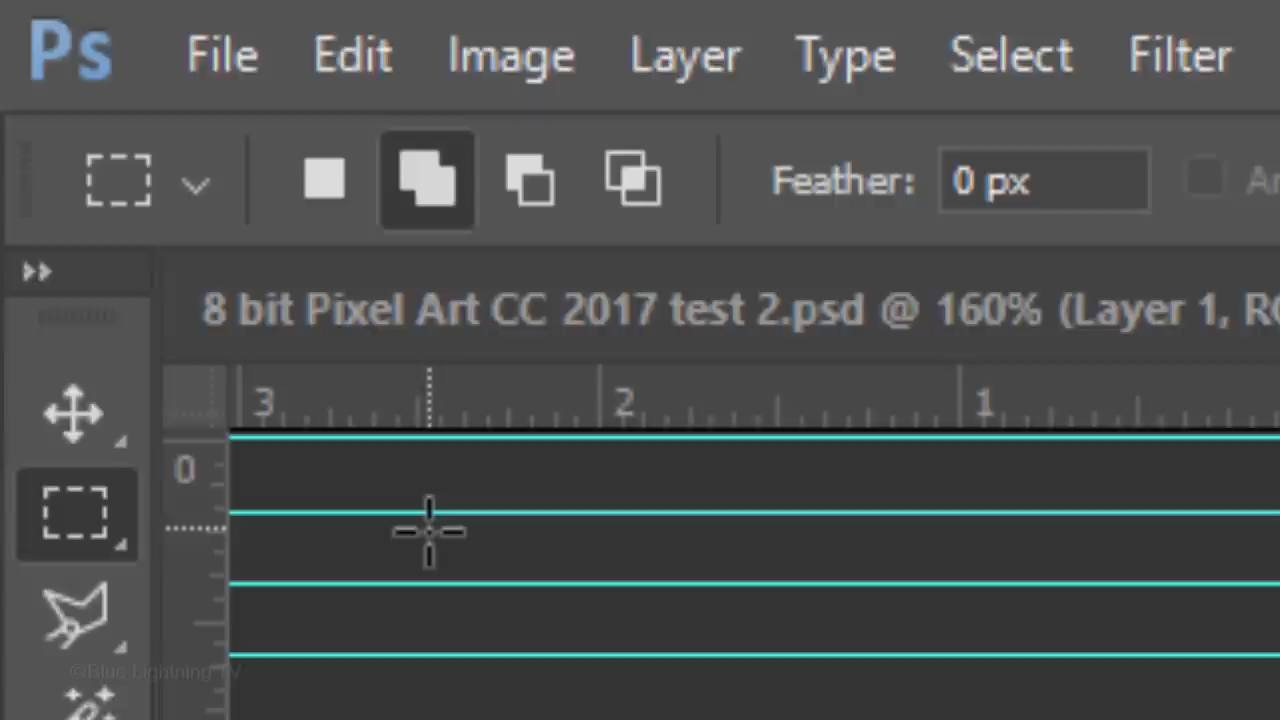 Ps File Edit Image Layer Type Select Filter
Feather: 0 px
8 bit Pixel Art CC 2017 test 2.psd @ 160% (Layer 1,
3 2 1
0
©Blue Lightning TV